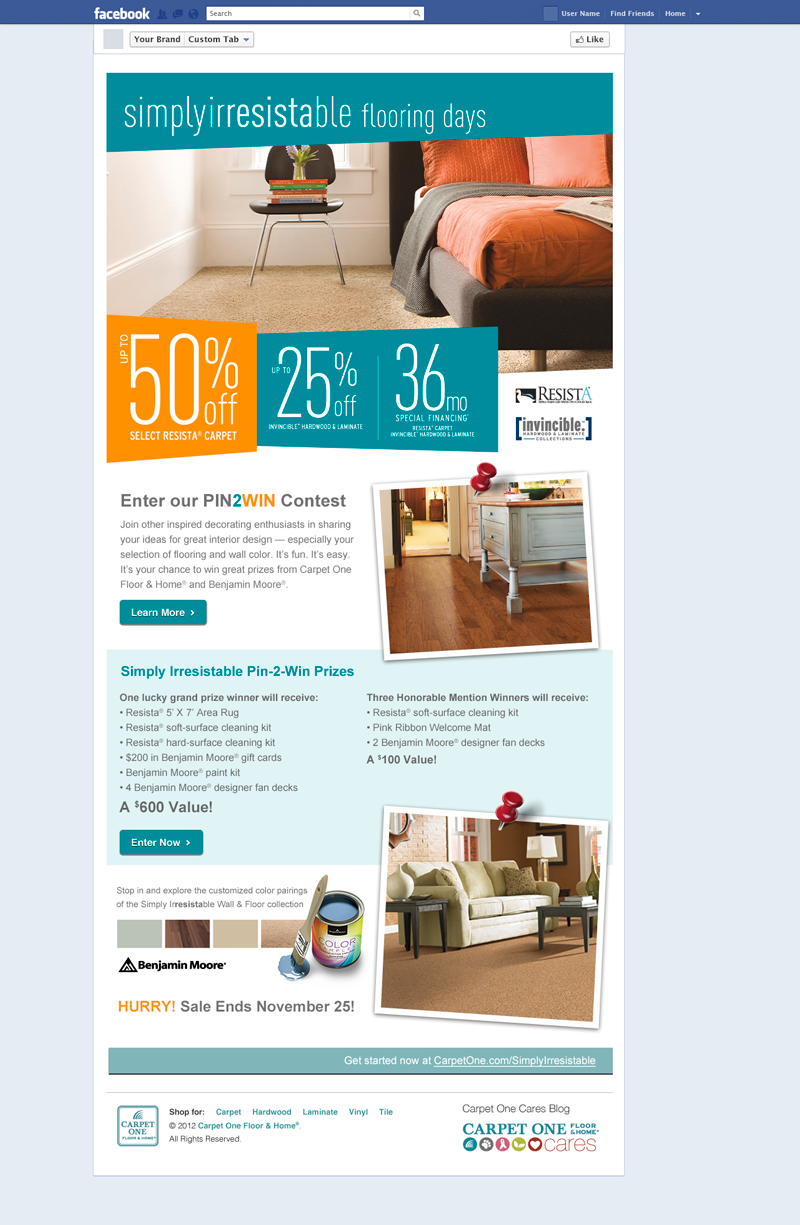 facebook
Search
User Name
Find Friends
Home
Your Brand
Custom Tab
Like
simplyirresistable flooring days
UP TO
50% off
SELECT RESISTA® CARPET
UP TO
25% off
INVINCIBLE™ HARDWOOD & LAMINATE
36mo
SPECIAL FINANCING*
RESISTA® CARPET
INVINCIBLE™ HARDWOOD & LAMINATE
RESISTA
invincible
HARDWOOD & LAMINATE
COLLECTIONS
Enter our PIN2WIN Contest
Join other inspired decorating enthusiasts in sharing
your ideas for great interior design — especially your
selection of flooring and wall color. It's fun. It's easy.
It's your chance to win great prizes from Carpet One
Floor & Home® and Benjamin Moore®.
Learn More ›
Simply Irresistable Pin-2-Win Prizes
One lucky grand prize winner will receive:
• Resista® 5' X 7' Area Rug
• Resista® soft-surface cleaning kit
• Resista® hard-surface cleaning kit
• $200 in Benjamin Moore® gift cards
• Benjamin Moore® paint kit
• 4 Benjamin Moore® designer fan decks
A $600 Value!
Enter Now ›
Three Honorable Mention Winners will receive:
• Resista® soft-surface cleaning kit
• Pink Ribbon Welcome Mat
• 2 Benjamin Moore® designer fan decks
A $100 Value!
Stop in and explore the customized color pairings
of the Simply Irresistable Wall & Floor collection
COLOR
Benjamin Moore®
HURRY! Sale Ends November 25!
Get started now at CarpetOne.com/SimplyIrresistable
CARPET
ONE
FLOOR & HOME®
Shop for: Carpet Hardwood Laminate Vinyl Tile
© 2012 Carpet One Floor & Home®.
All Rights Reserved.
Carpet One Cares Blog
CARPET ONE FLOOR & HOME®
cares